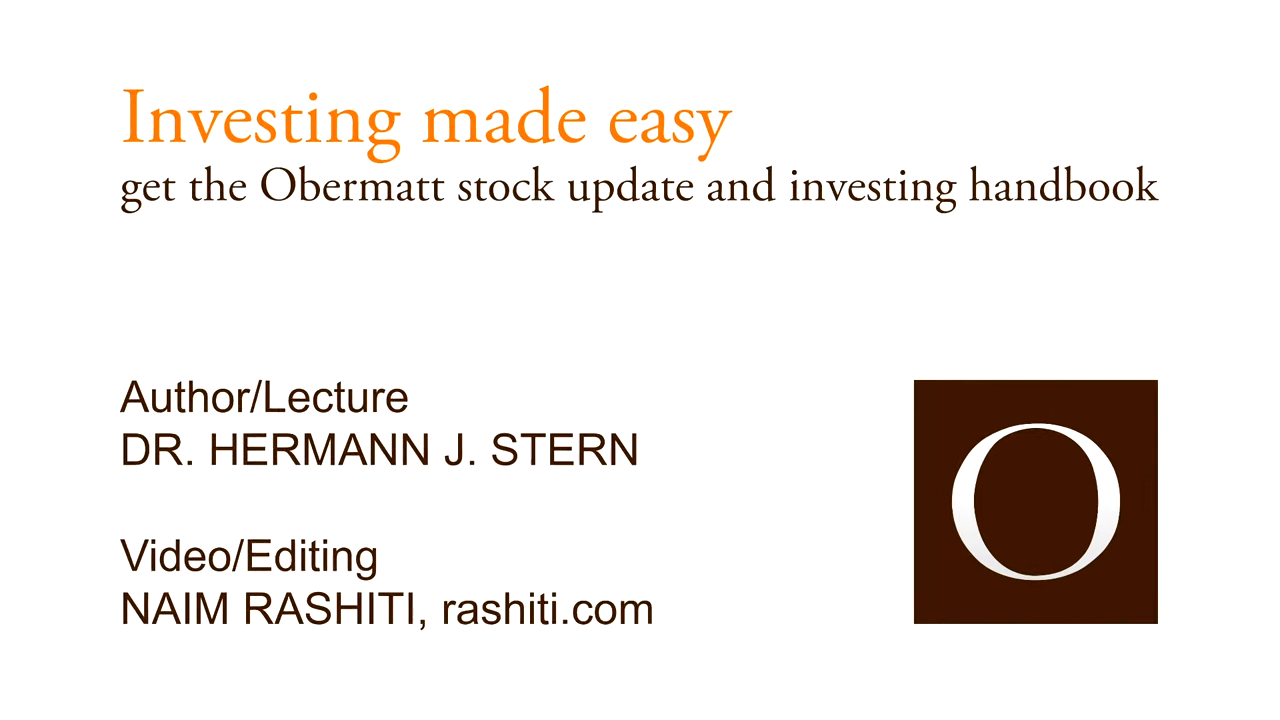 Investing made easy
get the Obermatt stock update and investing handbook
Author/Lecture
DR. HERMANN J. STERN
Video/Editing
NAIM RASHITI, rashiti.com
O